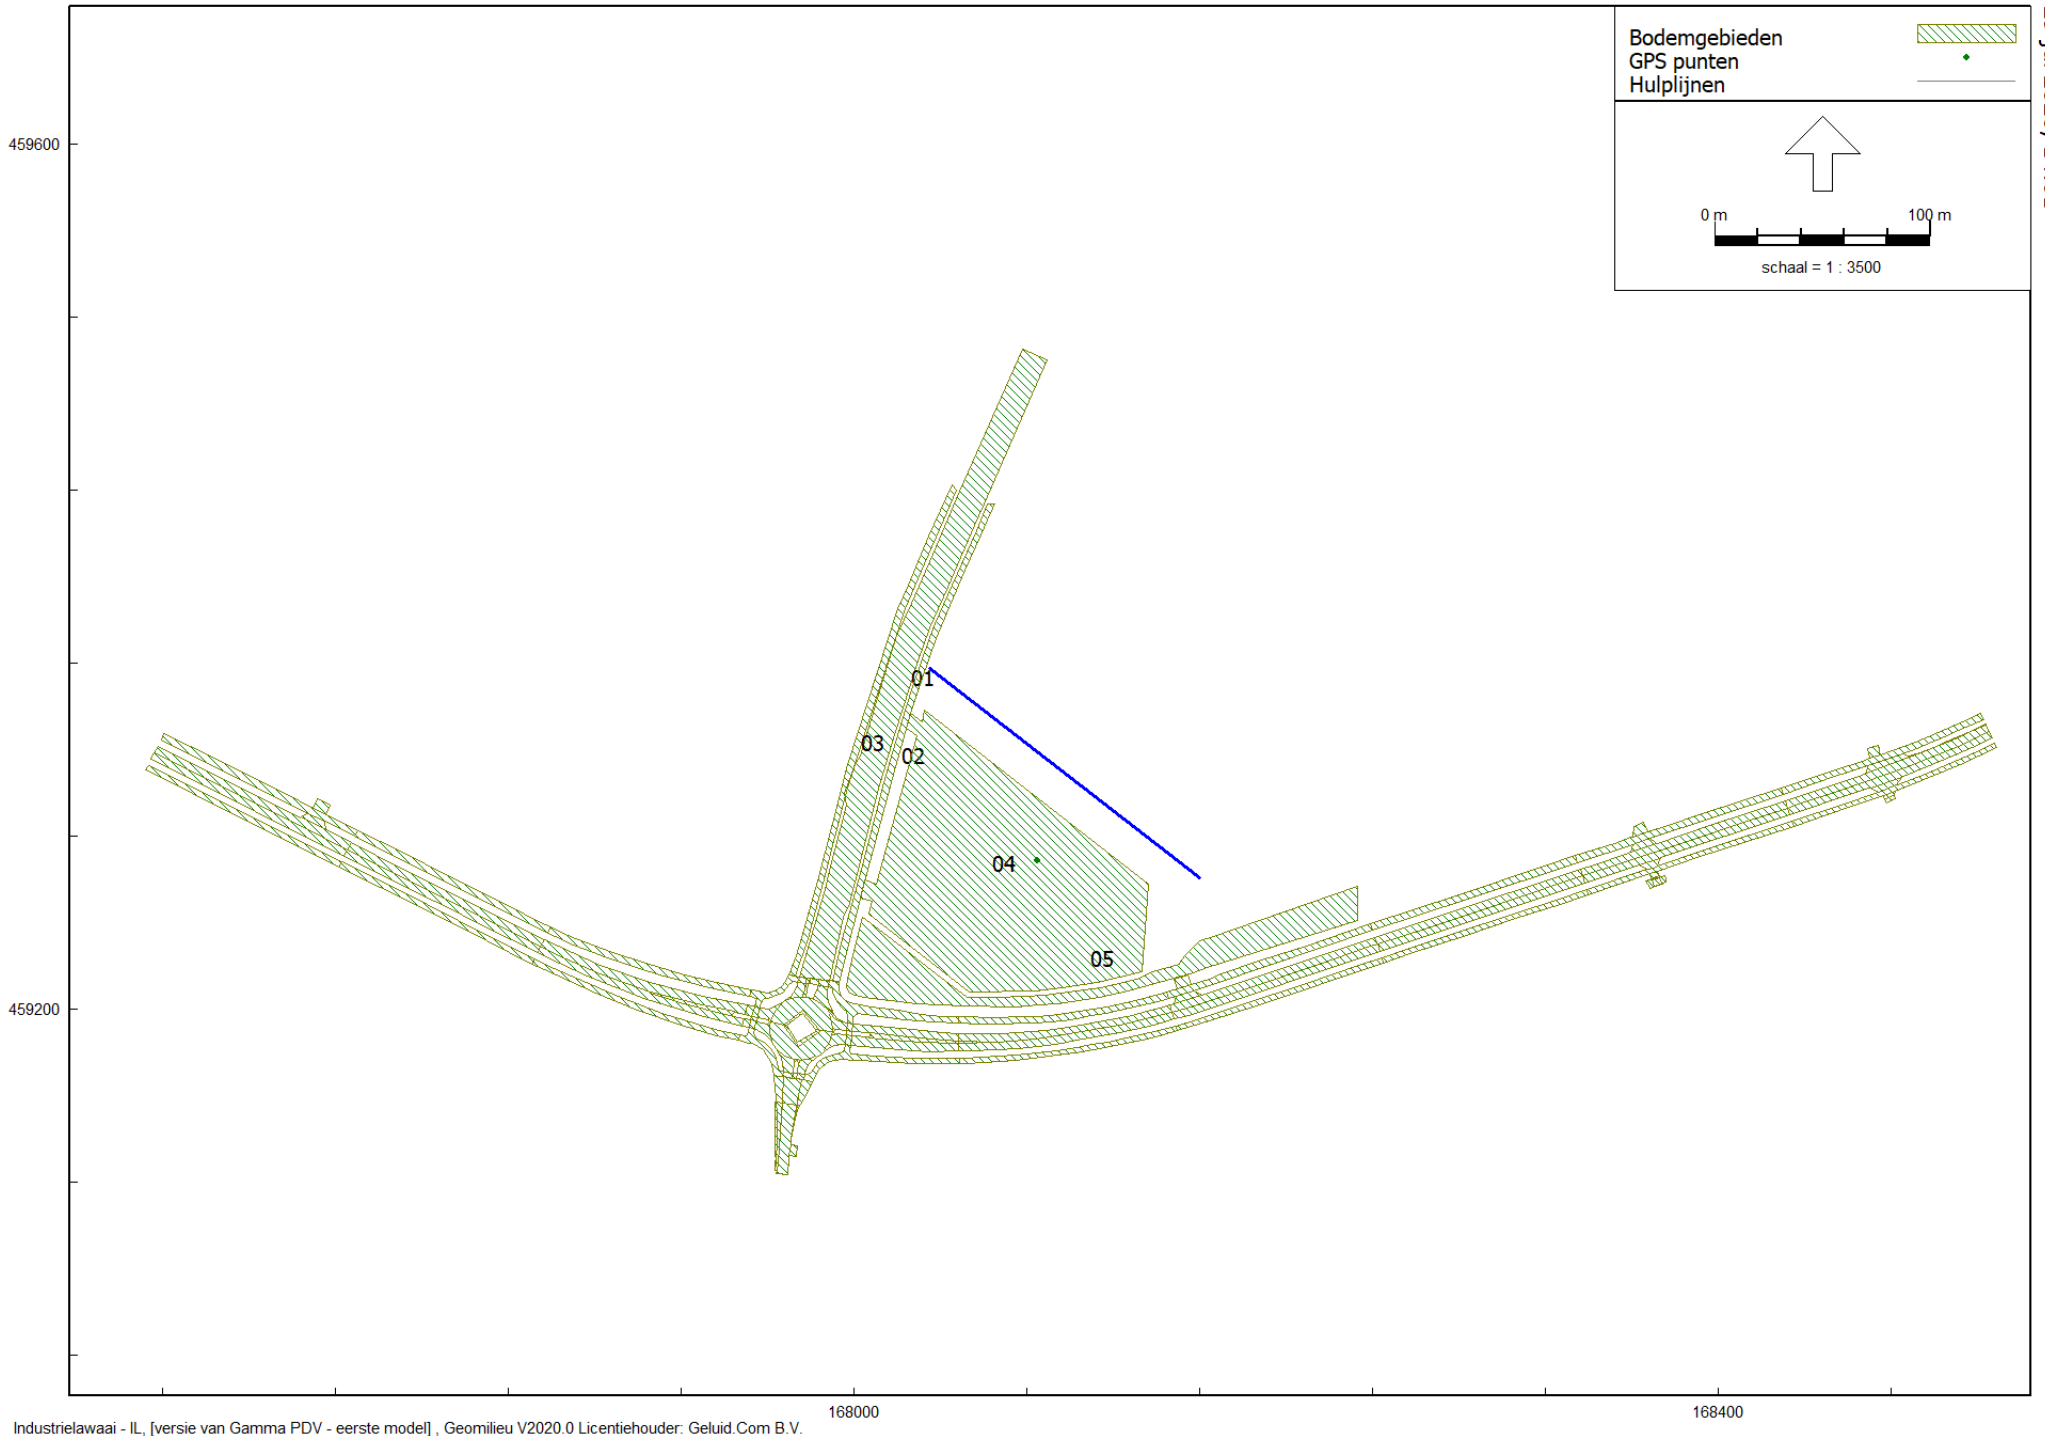 Bodemgebieden
GPS punten
Hulplijnen
459600
0 m 100 m
schaal = 1 : 3500
01
03
02
04
05
459200
168000
168400
Industrielawaai - IL, [versie van Gamma PDV - eerste model] , Geomilieu V2020.0 Licentiehouder: Geluid.Com B.V.